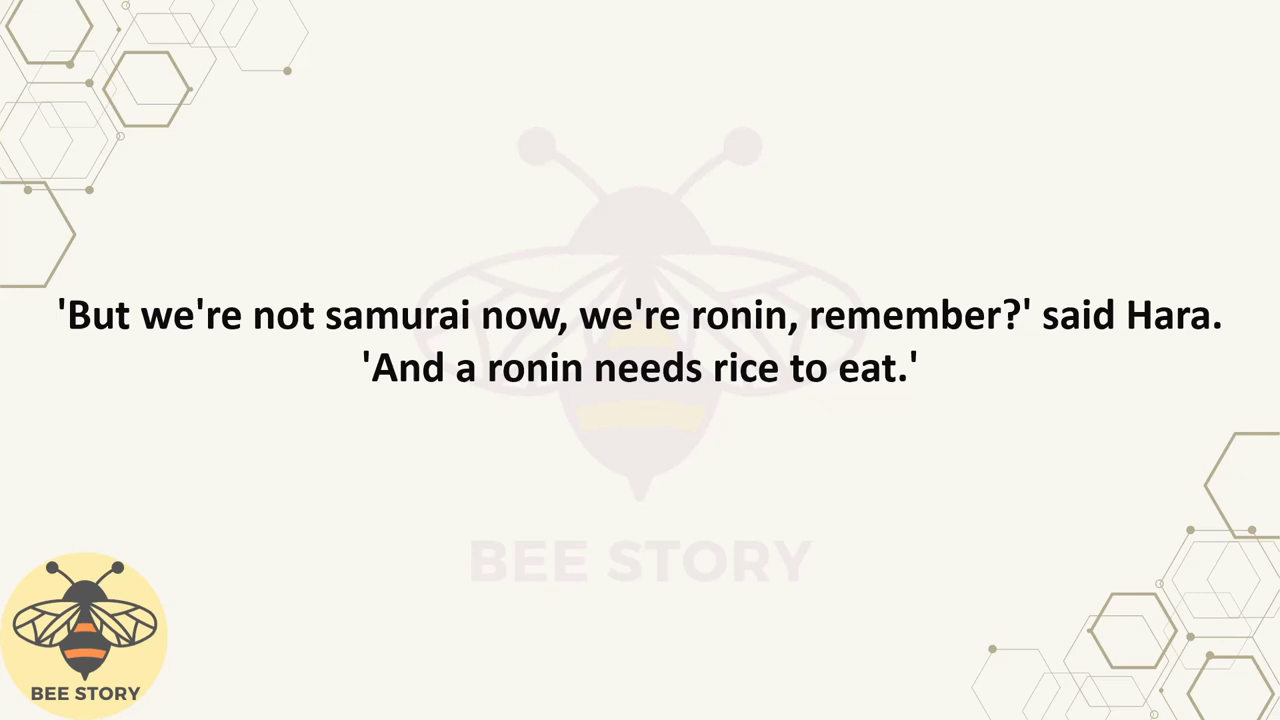 'But we're not samurai now, we're ronin, remember?' said Hara.
'And a ronin needs rice to eat.'
BEE STORY
BEE STORY